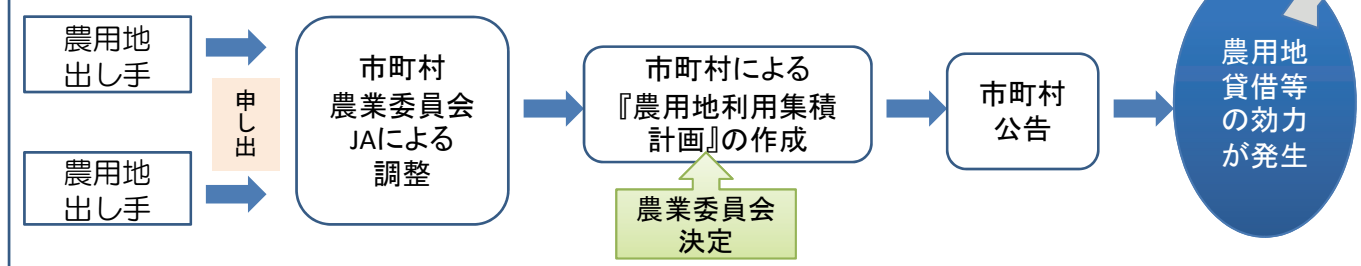 農用地
出し手
農用地
出し手
申し出
市町村
農業委員会
JAによる
調整
市町村による
『農用地利用集積
計画』の作成
農業委員会
決定
市町村
公告
農用地
貸借等
の効力
が発生